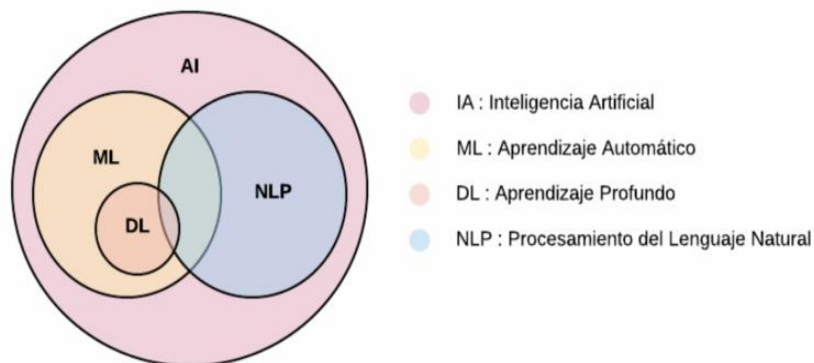 AI
ML
NLP
DL
IA : Inteligencia Artificial
ML : Aprendizaje Automático
DL : Aprendizaje Profundo
NLP : Procesamiento del Lenguaje Natural